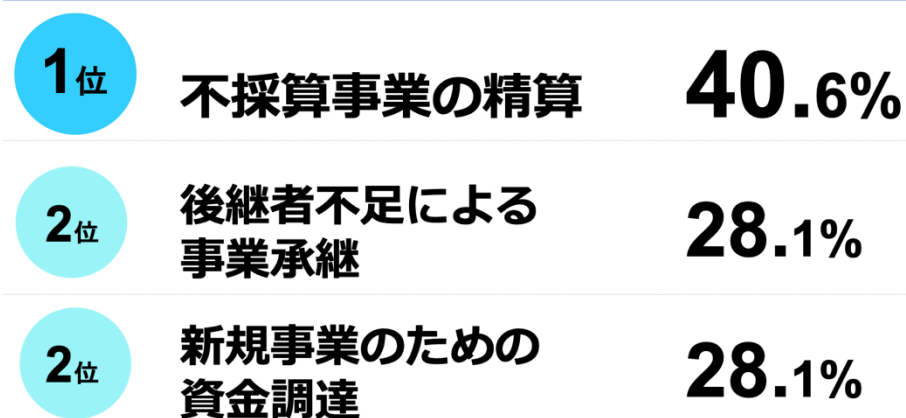 1位 不採算事業の精算 40.6%
2位 後継者不足による
事業承継 28.1%
2位 新規事業のための
資金調達 28.1%